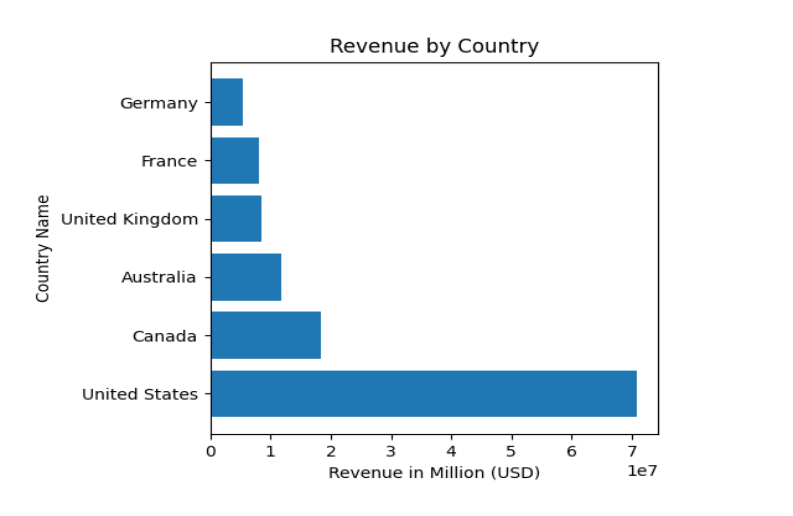 Revenue by Country
Country Name
Germany
France
United Kingdom
Australia
Canada
United States
0 1 2 3 4 5 6 7
1e7
Revenue in Million (USD)